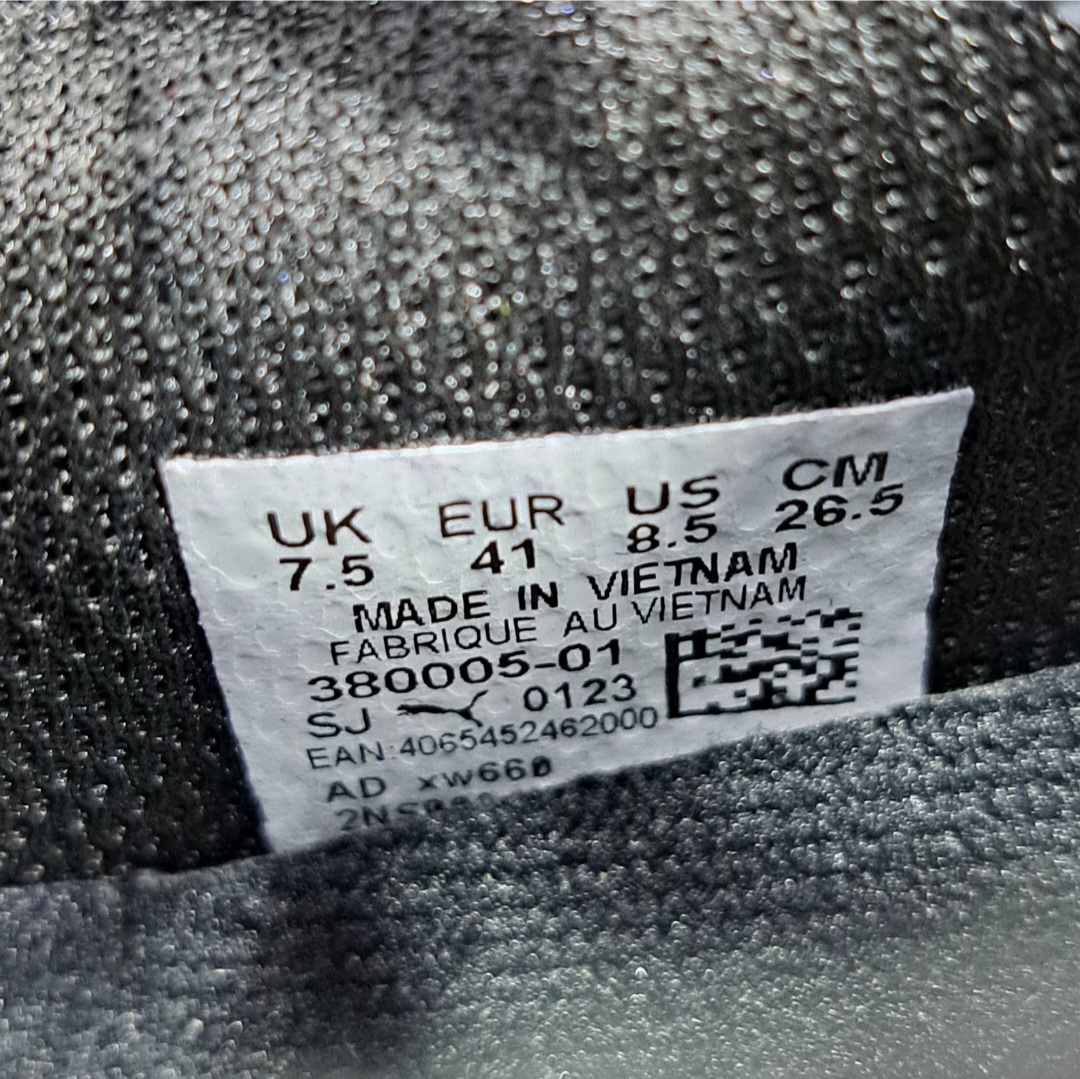 UK EUR US CM
7.5 41 8.5 26.5
MADE IN VIETNAM
FABRIQUE AU VIETNAM
380005-01
SJ 0123
EAN:4065452462000
AD XW660